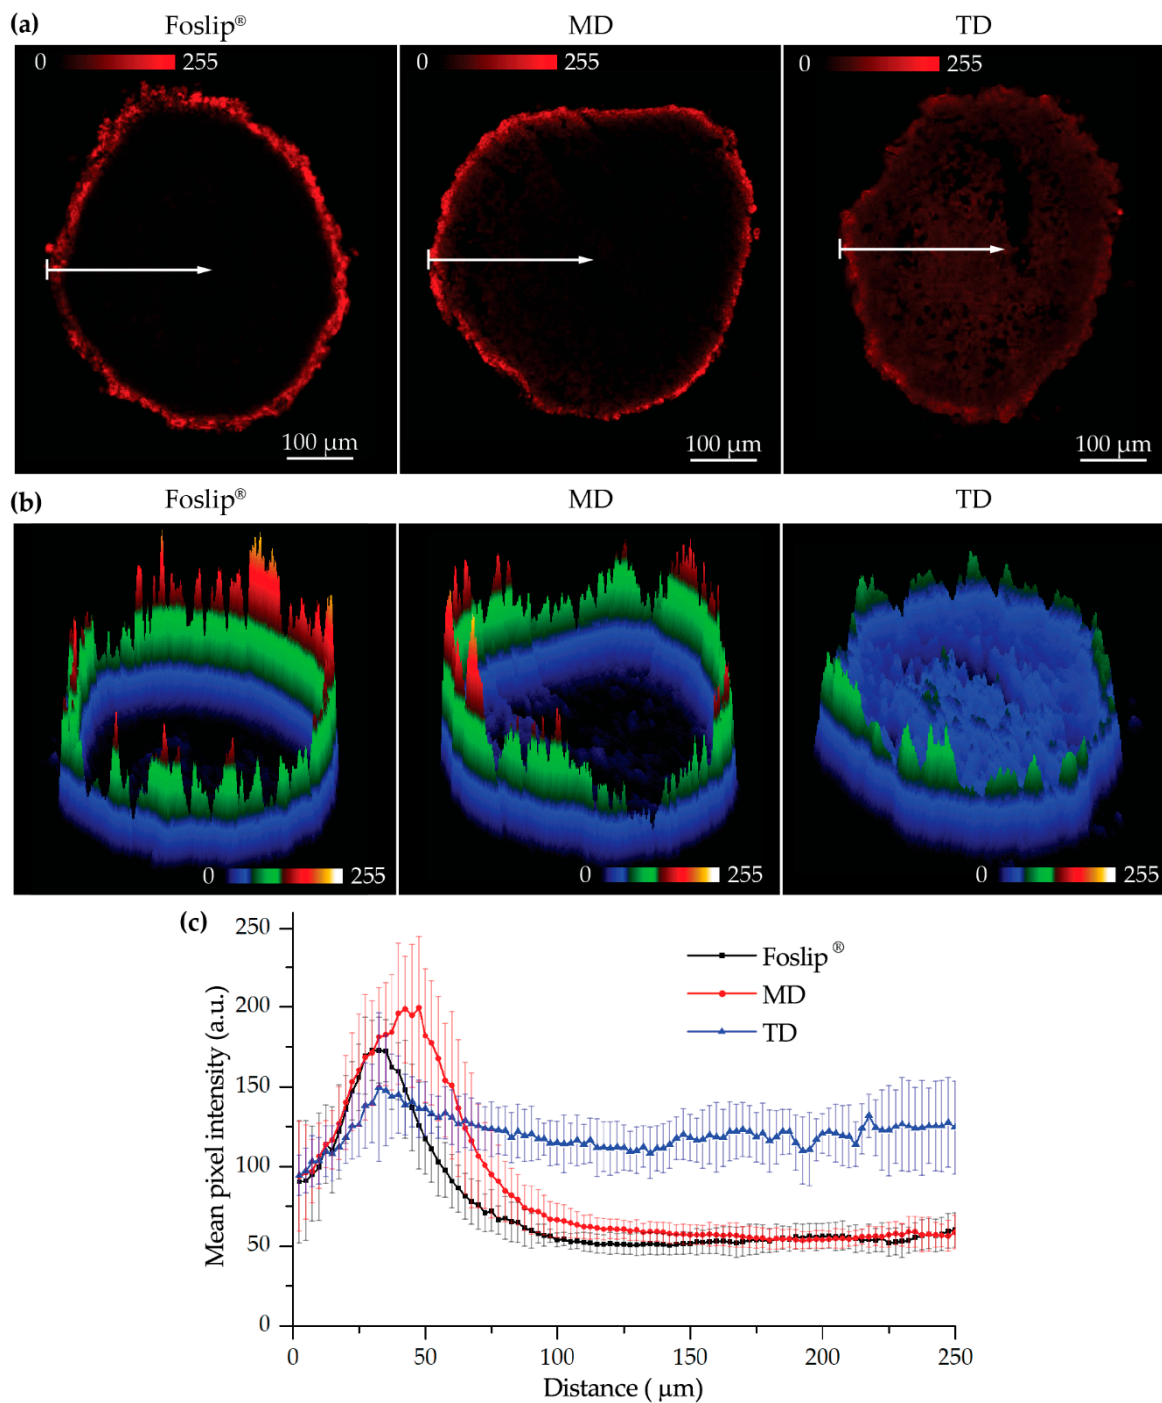 (a) Foslip® MD TD
0 255 0 255 0 255
100 µm 100 µm 100 µm
(b) Foslip® MD TD
0 255 0 255 0 255
(c)
250
200
150
100
50
0
Mean pixel intensity (a.u.)
Foslip®
MD
TD
0 50 100 150 200 250
Distance ( µm)